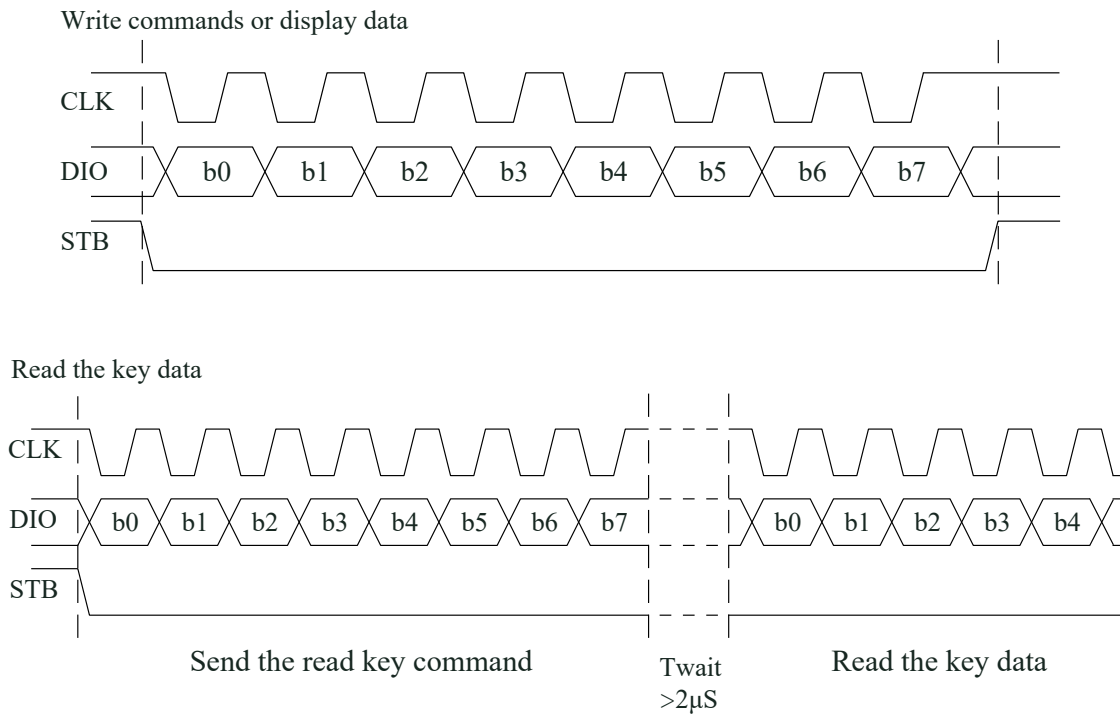 Write commands or display data
CLK
DIO b0 b1 b2 b3 b4 b5 b6 b7
STB
Read the key data
CLK
DIO b0 b1 b2 b3 b4 b5 b6 b7 b0 b1 b2 b3 b4
STB
Send the read key command Twait Read the key data
>2μS